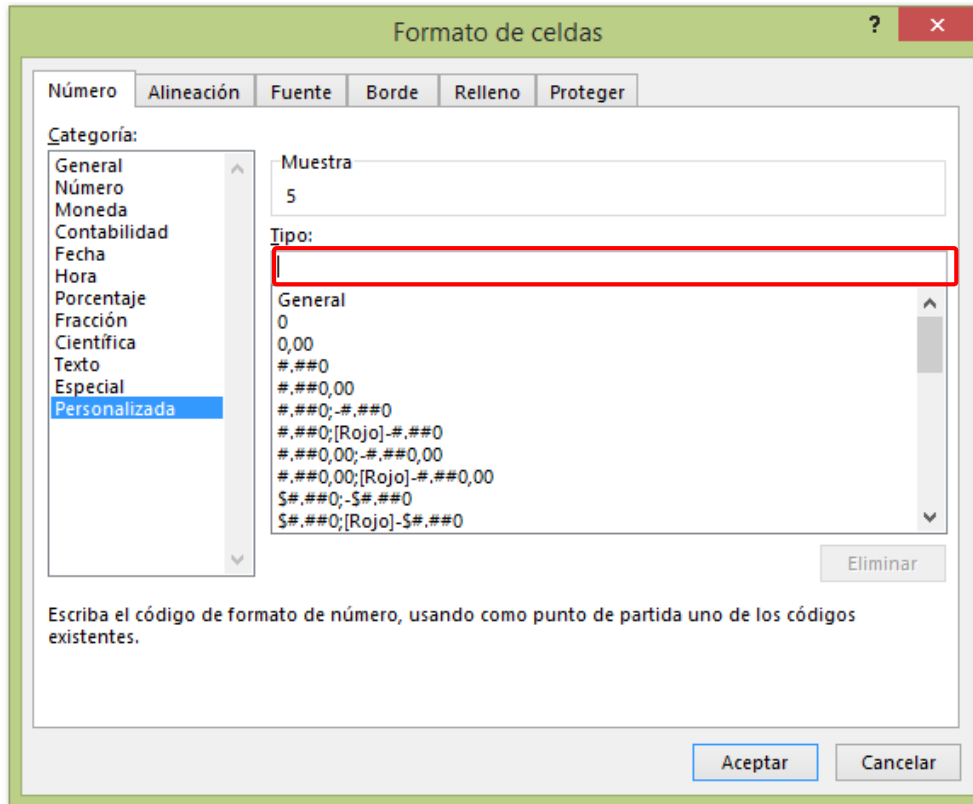 Formato de celdas
?
×
Número Alineación Fuente Borde Relleno Proteger
Categoría:
General
Número
Moneda
Contabilidad
Fecha
Hora
Porcentaje
Fracción
Científica
Texto
Especial
Personalizada
Muestra
5
Tipo:
General
0
0,00
#.##0
#.##0,00
#.##0;-#.##0
#.##0;[Rojo]-#.##0
#.##0,00;-#.##0,00
#.##0,00;[Rojo]-#.##0,00
$#.##0;-$#.##0
$#.##0;[Rojo]-$#.##0
Eliminar
Escriba el código de formato de número, usando como punto de partida uno de los códigos
existentes.
Aceptar Cancelar